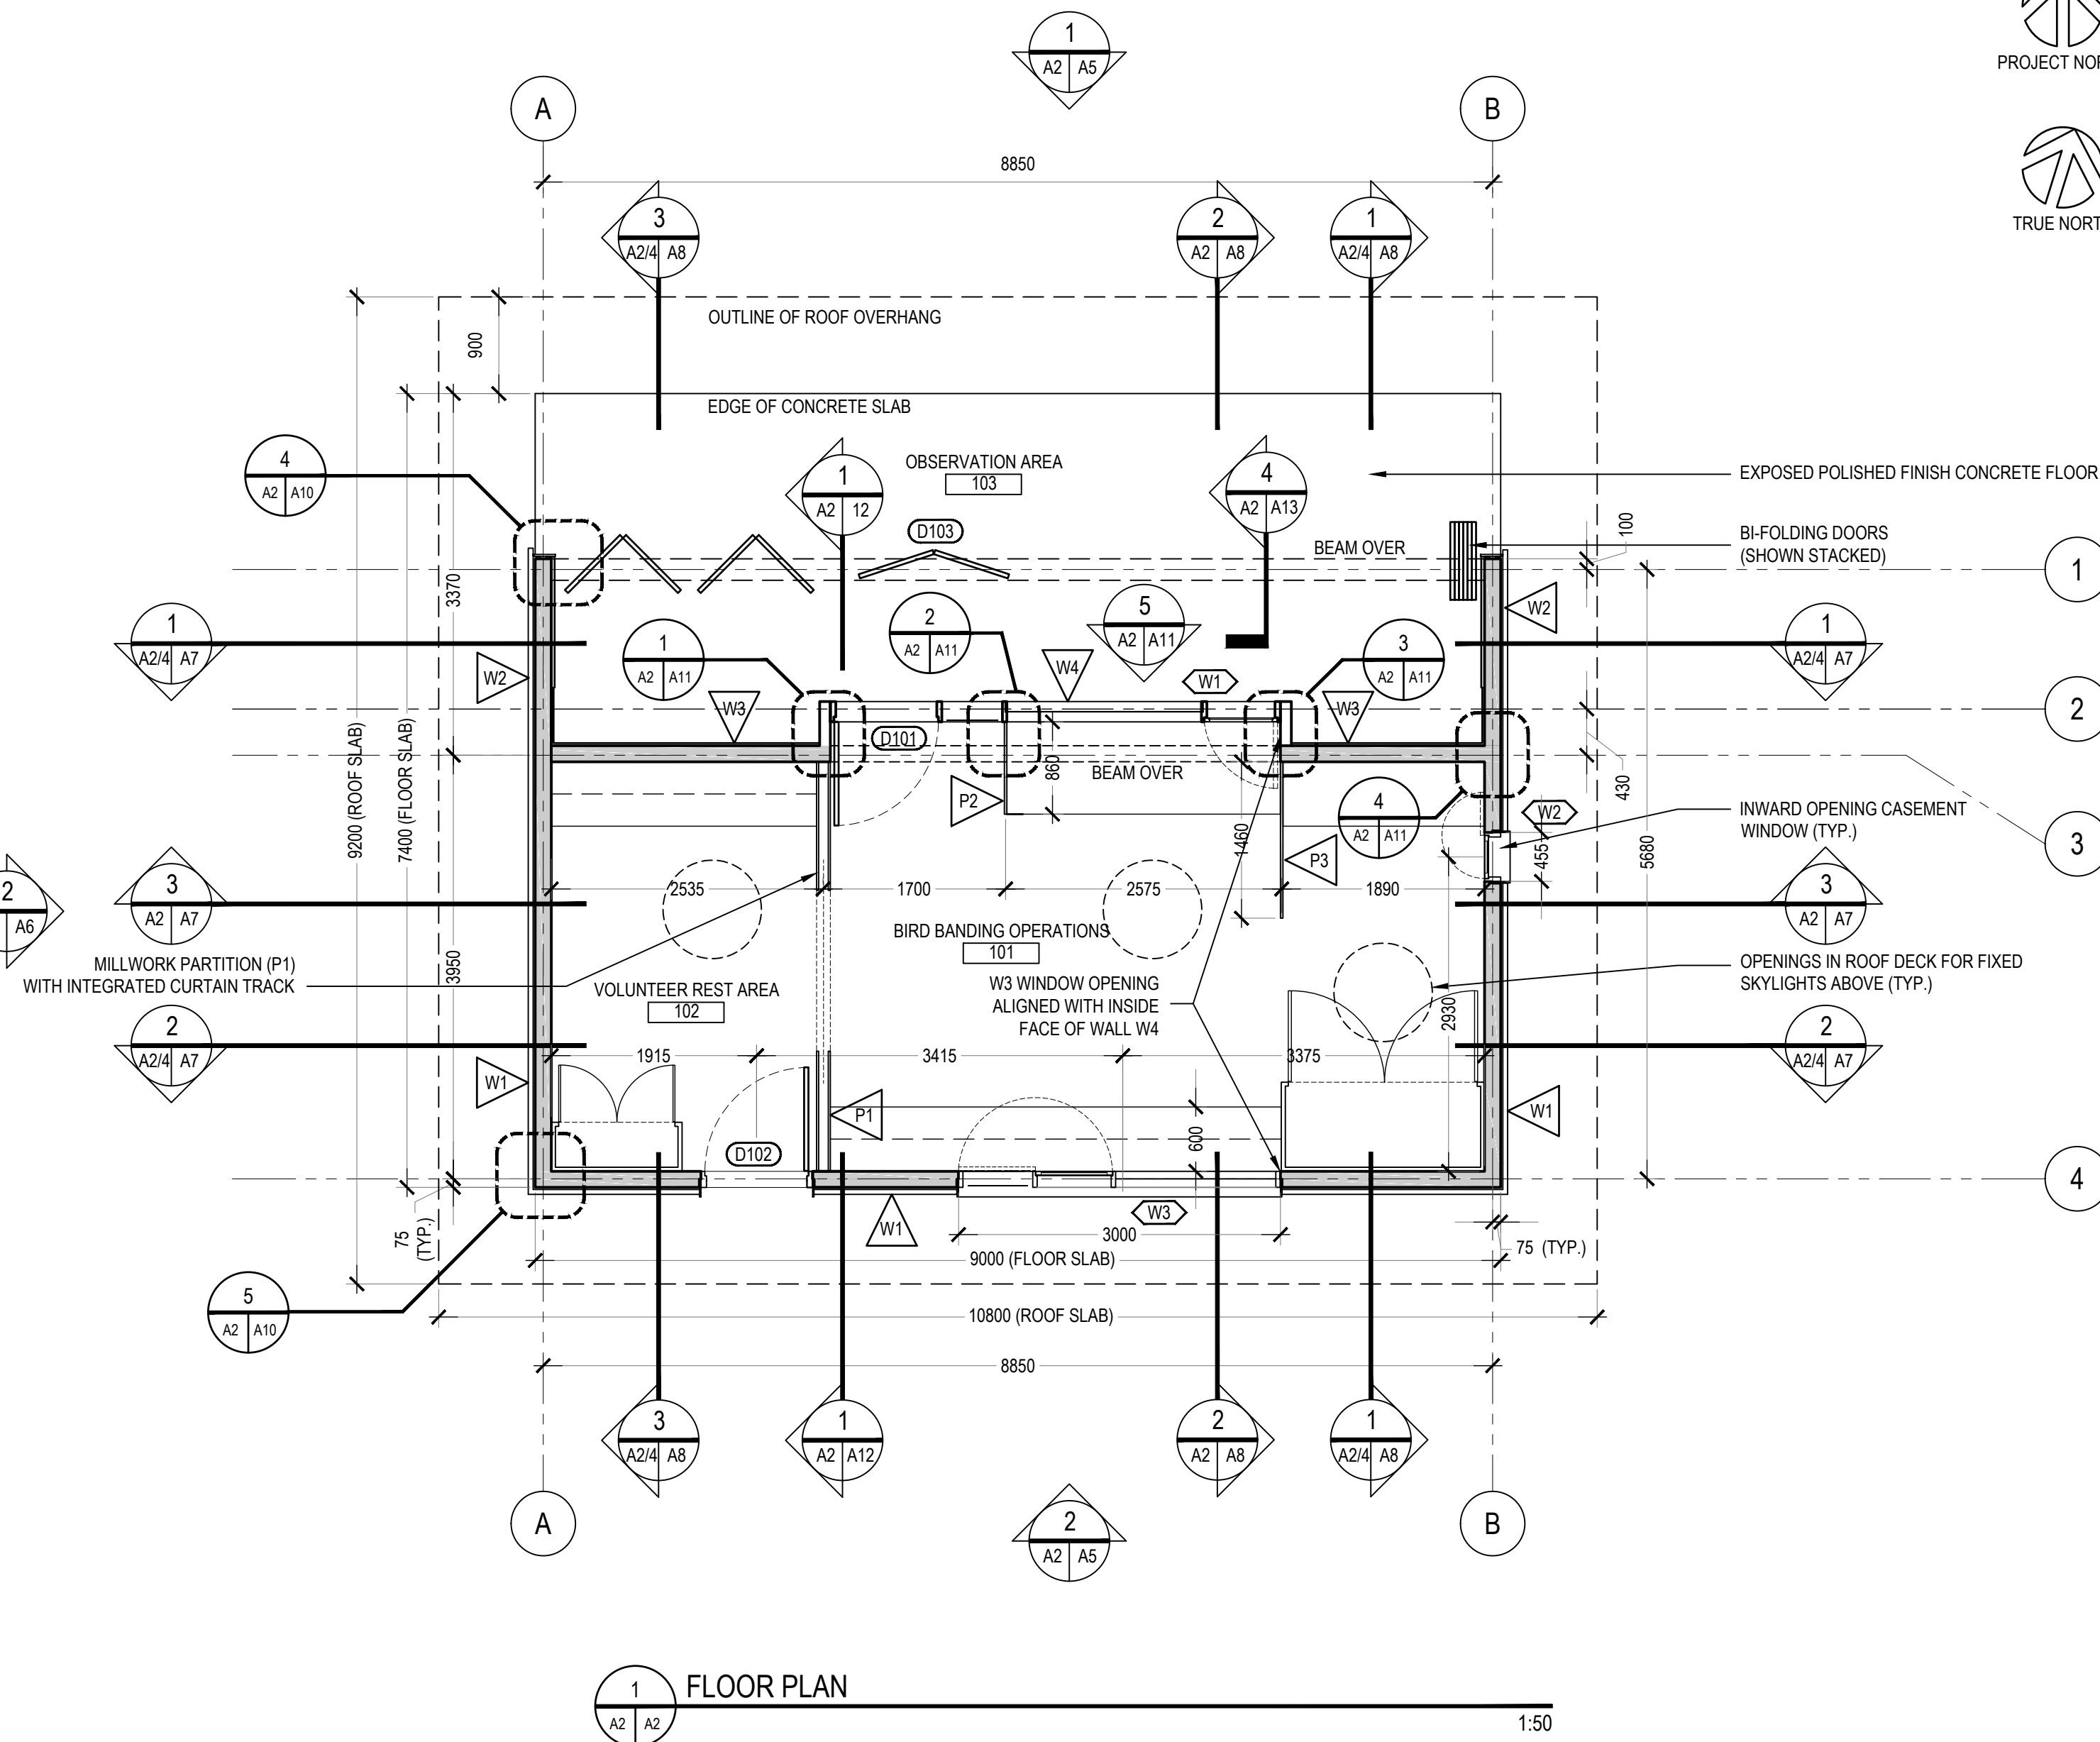 1
A2 A5
PROJECT NOR
A
B
8850
TRUE NORT
3
A2/4 A8
2
A2 A8
1
A2/4 A8
OUTLINE OF ROOF OVERHANG
900
EDGE OF CONCRETE SLAB
4
A2 A10
1
A2 12
OBSERVATION AREA
103
4
A2 A13
EXPOSED POLISHED FINISH CONCRETE FLOOR
D103
100
BEAM OVER
BI-FOLDING DOORS
(SHOWN STACKED)
1
3370
W2
1
A2/4 A7
1
A2 A11
2
A2 A11
5
A2 A11
3
A2 A11
1
A2/4 A7
W2
W4
W1
W3
W3
2
D101
9200 (ROOF SLAB)
7400 (FLOOR SLAB)
860
BEAM OVER
P2
4
A2 A11
430
W2
INWARD OPENING CASEMENT
WINDOW (TYP.)
1460
P3
455
5680
3
2
A6
3
A2 A7
2535
1700
2575
1890
3
A2 A7
BIRD BANDING OPERATIONS
101
MILLWORK PARTITION (P1)
WITH INTEGRATED CURTAIN TRACK
3950
VOLUNTEER REST AREA
102
W3 WINDOW OPENING
ALIGNED WITH INSIDE
FACE OF WALL W4
OPENINGS IN ROOF DECK FOR FIXED
SKYLIGHTS ABOVE (TYP.)
2930
2
A2/4 A7
1915
3415
3375
2
A2/4 A7
W1
P1
W1
600
D102
4
75
(TYP.)
W1
W3
3000
75 (TYP.)
9000 (FLOOR SLAB)
5
A2 A10
10800 (ROOF SLAB)
8850
3
A2/4 A8
1
A2 A12
2
A2 A8
1
A2/4 A8
A
B
2
A2 A5
1
A2 A2
FLOOR PLAN
1:50